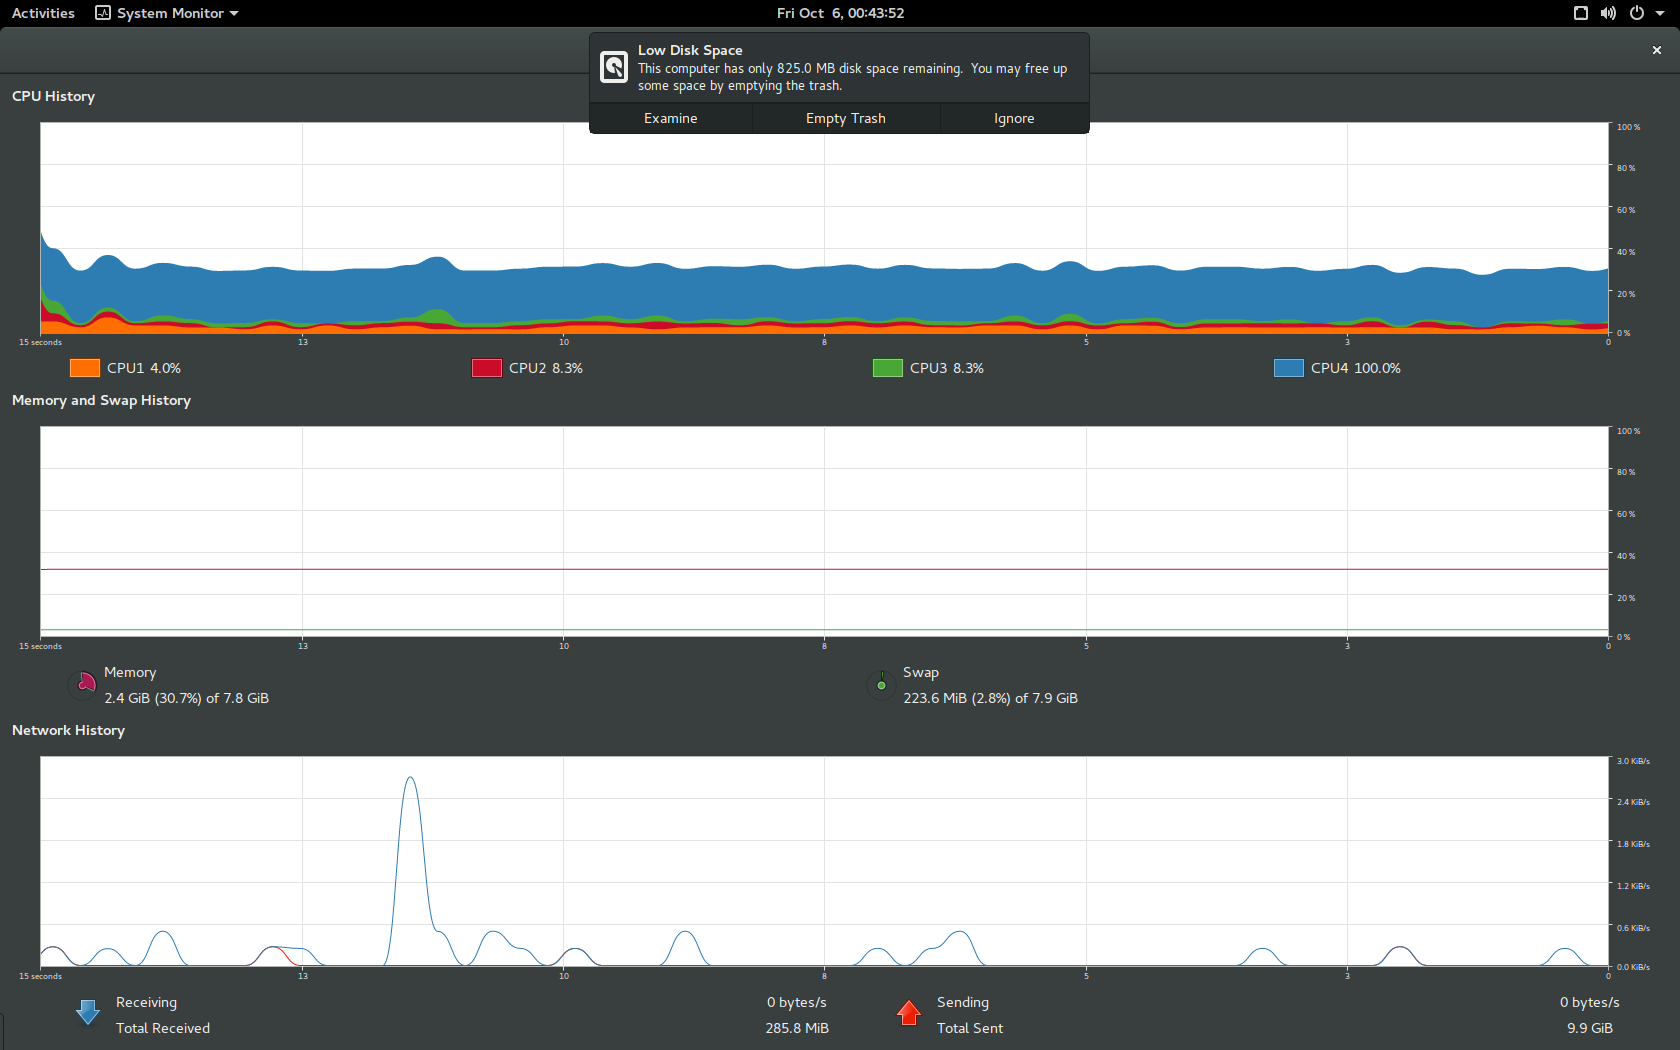 Activities
System Monitor
Fri Oct 6, 00:43:52
Low Disk Space
This computer has only 825.0 MB disk space remaining. You may free up
some space by emptying the trash.
Examine
Empty Trash
Ignore
CPU History
100 %
80 %
60 %
40 %
20 %
0 %
15 seconds
13
10
8
5
3
0
CPU1 4.0%
CPU2 8.3%
CPU3 8.3%
CPU4 100.0%
Memory and Swap History
100 %
80 %
60 %
40 %
20 %
0 %
15 seconds
13
10
8
5
3
0
Memory
2.4 GiB (30.7%) of 7.8 GiB
Swap
223.6 MiB (2.8%) of 7.9 GiB
Network History
3.0 KiB/s
2.4 KiB/s
1.8 KiB/s
1.2 KiB/s
0.6 KiB/s
0.0 KiB/s
15 seconds
13
10
8
5
3
0
Receiving
0 bytes/s
Total Received
285.8 MiB
Sending
0 bytes/s
Total Sent
9.9 GiB